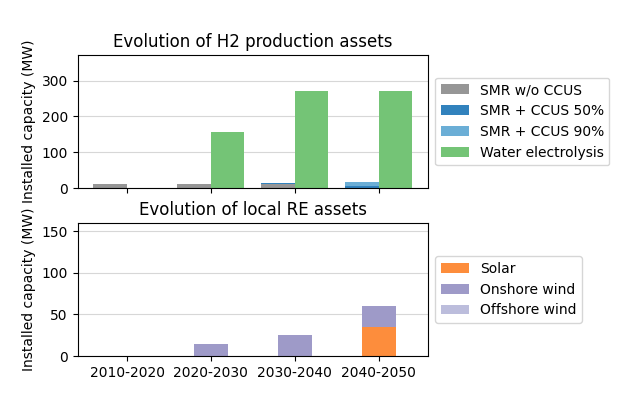 Evolution of H2 production assets
Installed capacity (MW)
300
200
100
0
SMR w/o CCUS
SMR + CCUS 50%
SMR + CCUS 90%
Water electrolysis
Evolution of local RE assets
Installed capacity (MW)
150
100
50
0
2010-2020 2020-2030 2030-2040 2040-2050
Solar
Onshore wind
Offshore wind